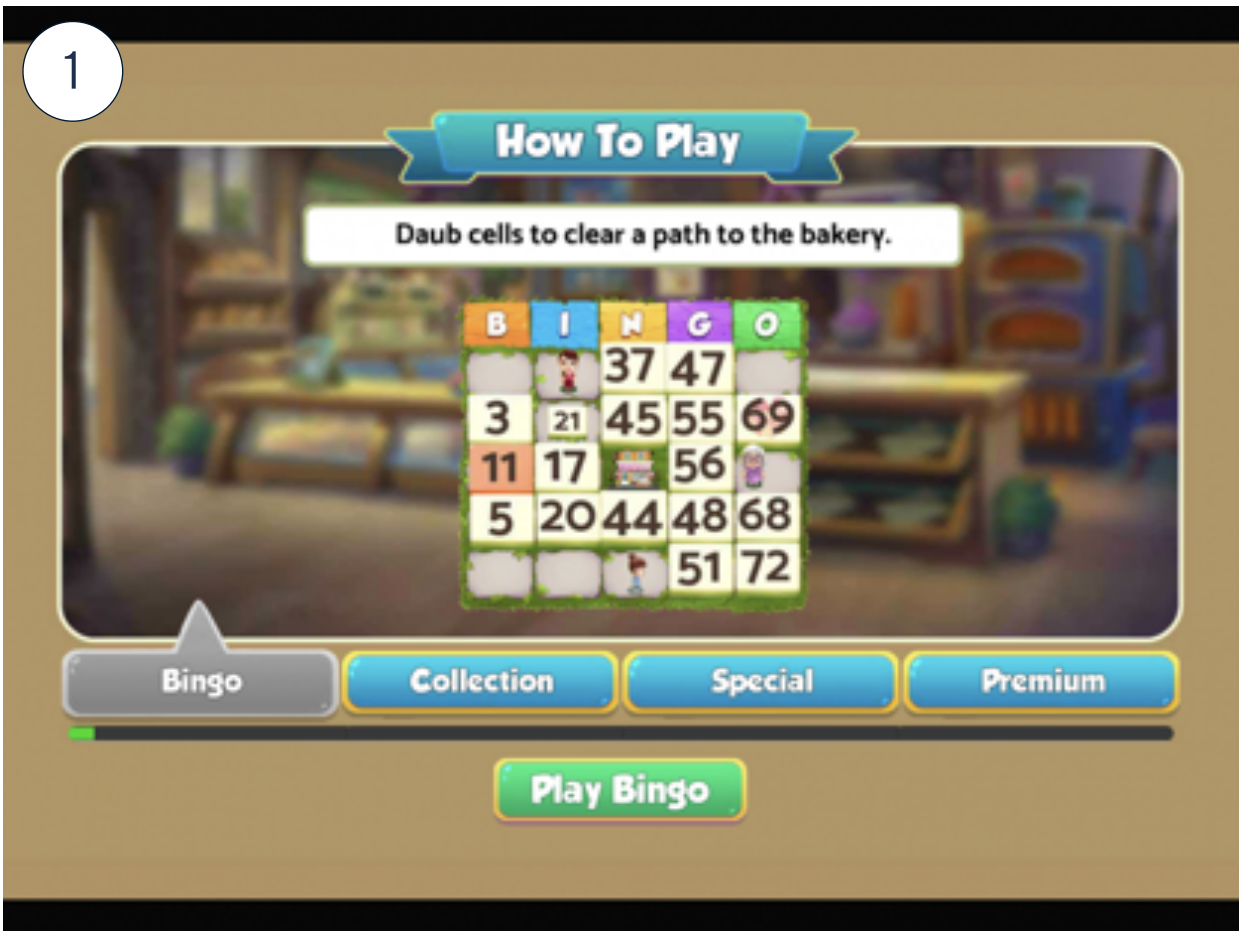 1
How To Play
Daub cells to clear a path to the bakery.
B I N G O
37 47
3 21 45 55 69
11 17 56
5 20 44 48 68
51 72
Bingo Collection Special Premium
Play Bingo